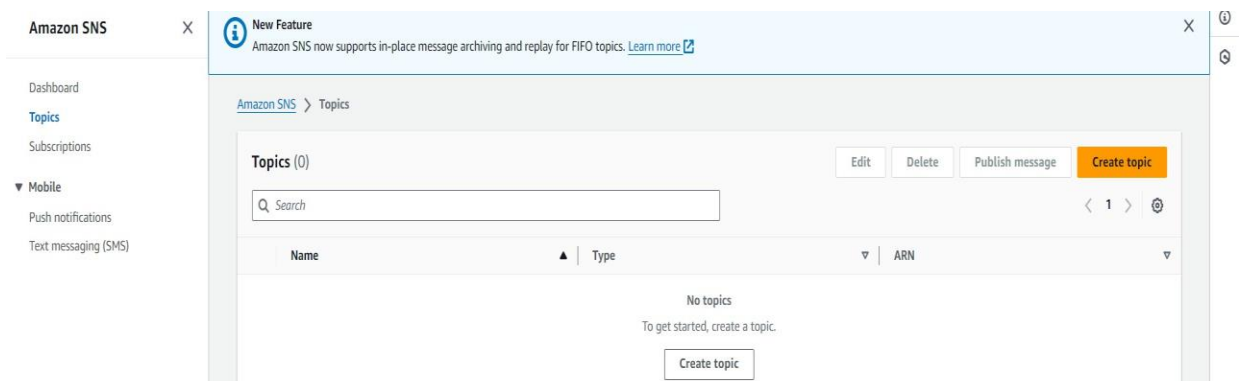 Amazon SNS
Dashboard
Topics
Subscriptions
Mobile
Push notifications
Text messaging (SMS)
New Feature
Amazon SNS now supports in-place message archiving and replay for FIFO topics. Learn more
Amazon SNS > Topics
Topics (0)
Edit Delete Publish message Create topic
Search
1
Name Type ARN
No topics
To get started, create a topic.
Create topic